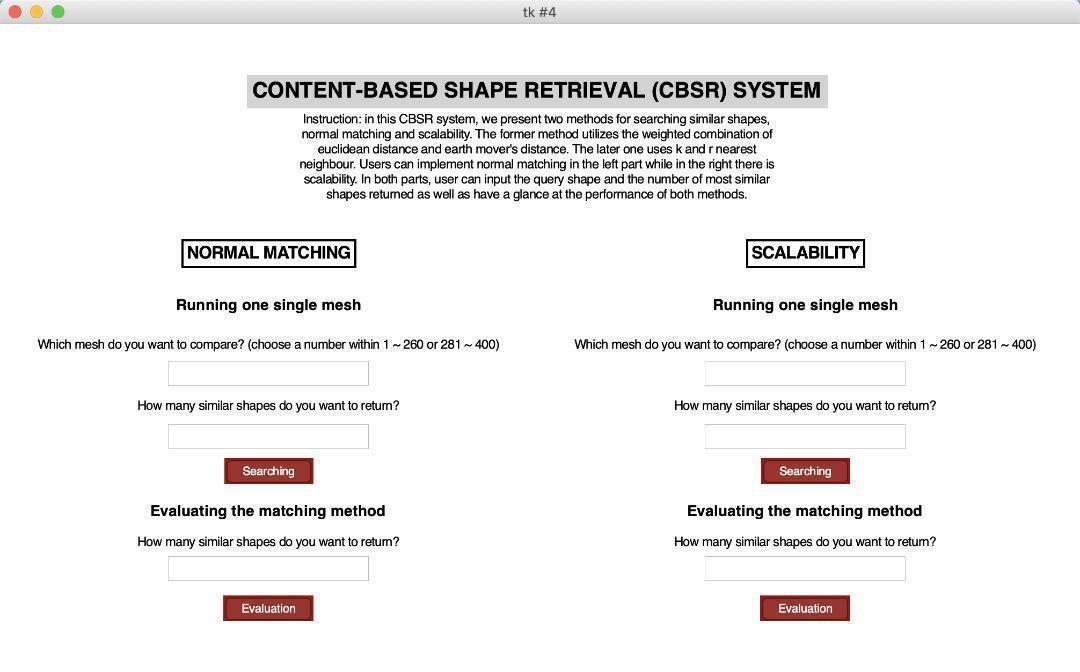 tk #4
CONTENT-BASED SHAPE RETRIEVAL (CBSR) SYSTEM
Instruction: in this CBSR system, we present two methods for searching similar shapes,
normal matching and scalability. The former method utilizes the weighted combination of
euclidean distance and earth mover's distance. The later one uses k and r nearest
neighbour. Users can implement normal matching in the left part while in the right there is
scalability. In both parts, user can input the query shape and the number of most similar
shapes returned as well as have a glance at the performance of both methods.
NORMAL MATCHING
Running one single mesh
Which mesh do you want to compare? (choose a number within 1 ~ 260 or 281 ~ 400)
How many similar shapes do you want to return?
Searching
Evaluating the matching method
How many similar shapes do you want to return?
Evaluation
SCALABILITY
Running one single mesh
Which mesh do you want to compare? (choose a number within 1 ~ 260 or 281 ~ 400)
How many similar shapes do you want to return?
Searching
Evaluating the matching method
How many similar shapes do you want to return?
Evaluation